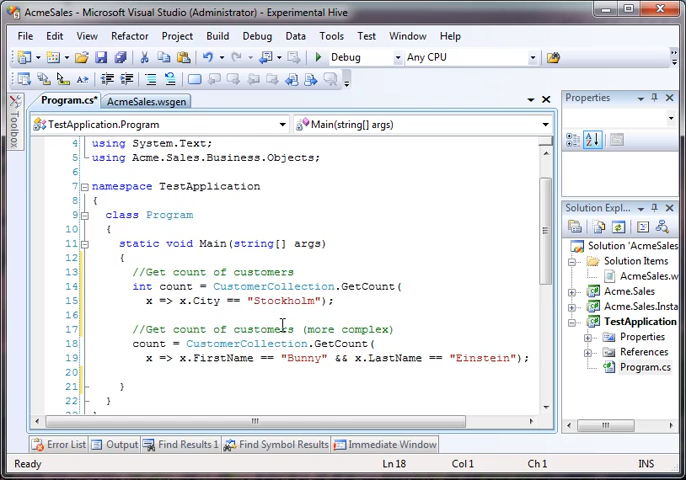 AcmeSales - Microsoft Visual Studio (Administrator) - Experimental Hive
File Edit View Refactor Project Build Debug Data Tools Test Window Help
Debug Any CPU
Program.cs* AcmeSales.wsgen
TestApplication.Program Main(string[] args)
4 using System.Text;
5 using Acme.Sales.Business.Objects;
6
7 namespace TestApplication
8 {
9 class Program
10 {
11 static void Main(string[] args)
12 {
13 //Get count of customers
14 int count = CustomerCollection.GetCount(
15 x => x.City == "Stockholm");
16
17 //Get count of customers (more complex)
18 count = CustomerCollection.GetCount(
19 x => x.FirstName == "Bunny" && x.LastName == "Einstein");
20
21 }
22 }
Toolbox
Properties
Solution Explo...
Solution 'AcmeSales
Solution Items
AcmeSales.w
Acme.Sales
Acme.Sales.Insta
TestApplication
Properties
References
Program.cs
Error List Output Find Results 1 Find Symbol Results Immediate Window
Ready Ln 18 Col 1 Ch 1 INS